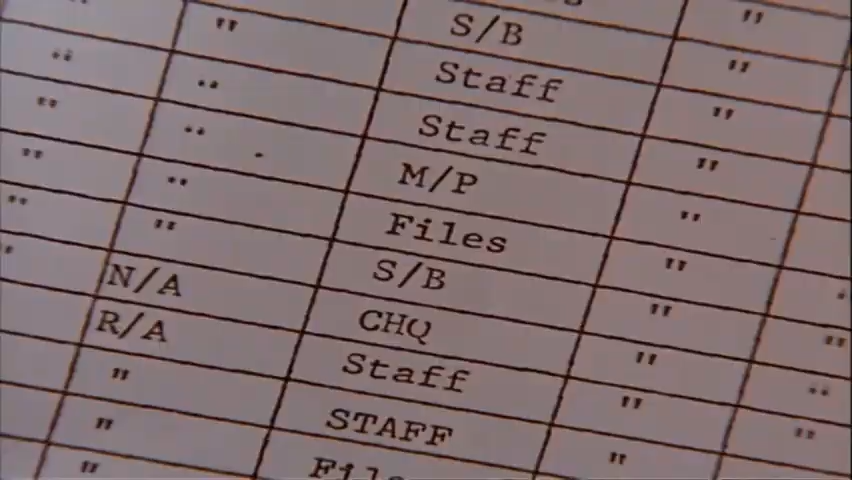 " S/B "
" " Staff "
" " Staff "
" " M/P "
" " Files "
" " S/B " "
" N/A CHQ " "
R/A Staff " "
" STAFF " "
" "